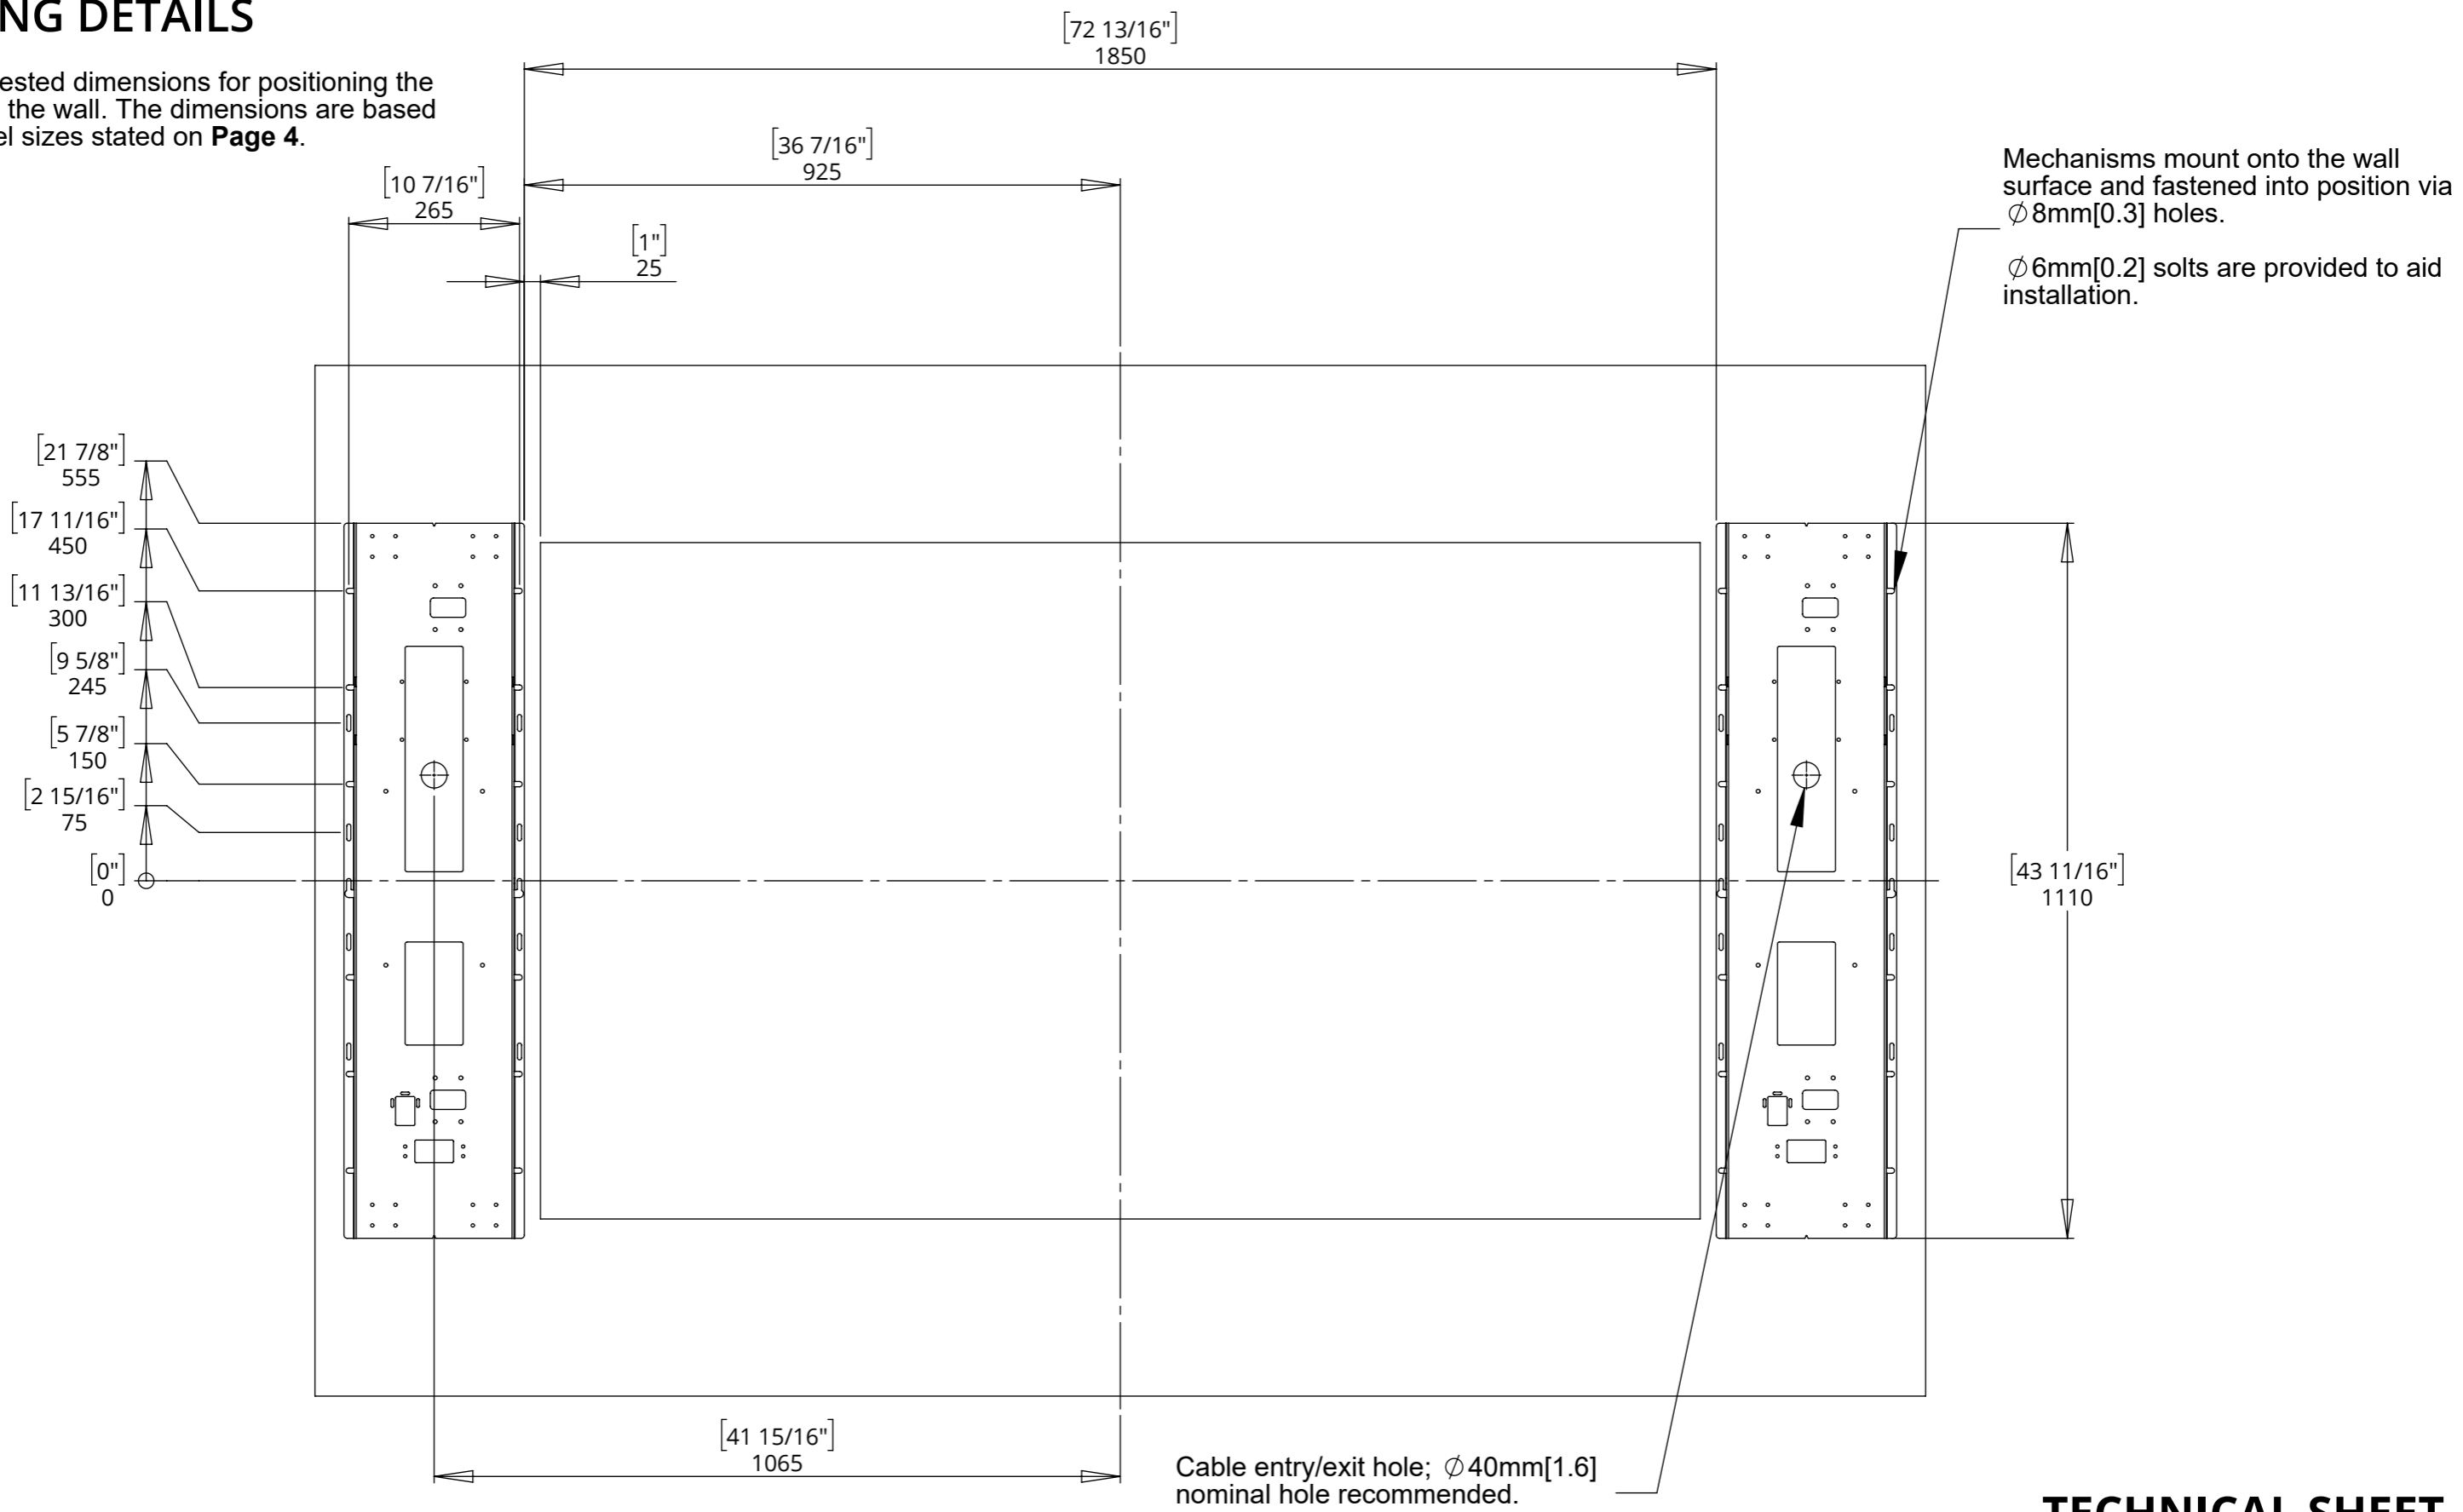 NG DETAILS
ested dimensions for positioning the
the wall. The dimensions are based
el sizes stated on Page 4.
[72 13/16"]
1850
[36 7/16"]
925
[10 7/16"]
265
[1"]
25
Mechanisms mount onto the wall
surface and fastened into position via
∅8mm[0.3] holes.
∅6mm[0.2] solts are provided to aid
installation.
[21 7/8"]
555
[17 11/16"]
450
[11 13/16"]
300
[9 5/8"]
245
[5 7/8"]
150
[2 15/16"]
75
[0"]
0
[43 11/16"]
1110
[41 15/16"]
1065
Cable entry/exit hole; ∅40mm[1.6]
nominal hole recommended.
TECHNICAL SHEET